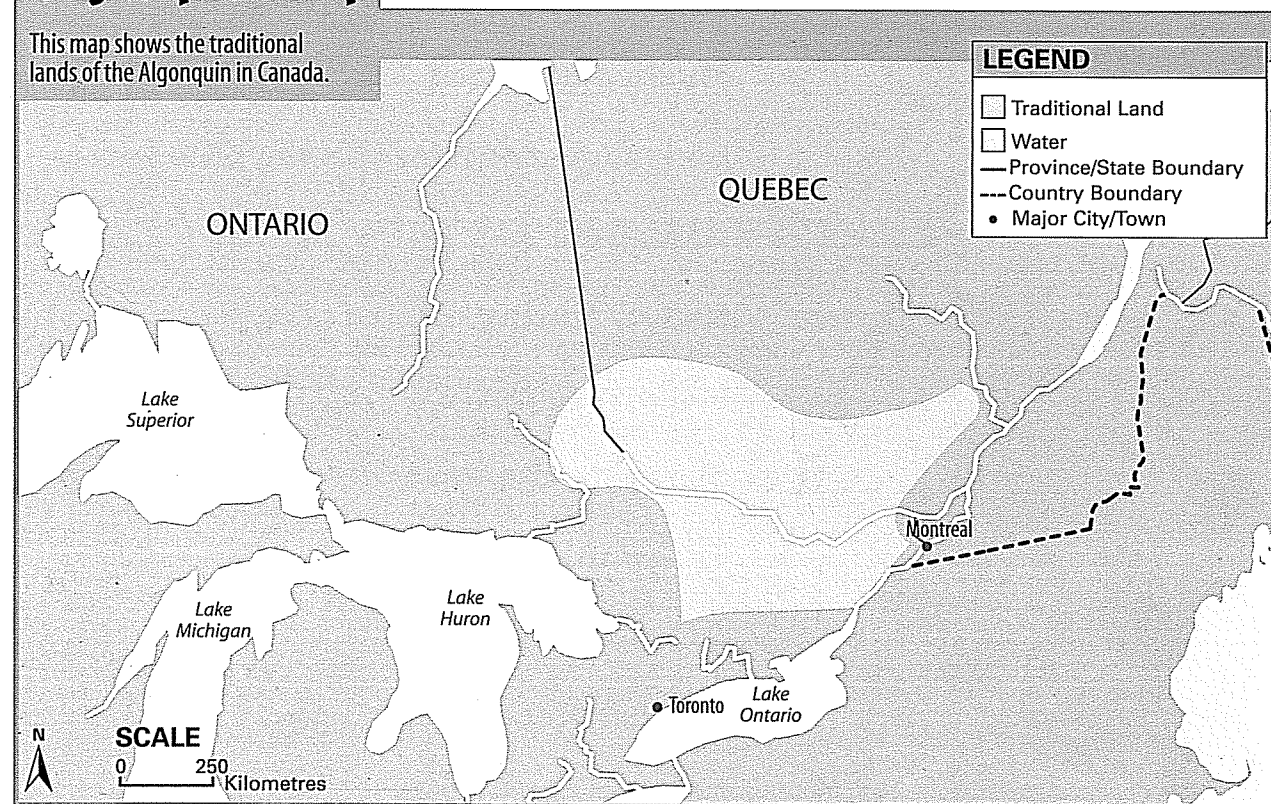 This map shows the traditional
lands of the Algonquin in Canada.
LEGEND
Traditional Land
Water
Province/State Boundary
Country Boundary
Major City/Town
ONTARIO
QUEBEC
Lake
Superior
Montreal
Lake
Huron
Lake
Michigan
Toronto
Lake
Ontario
N
SCALE
0 250
Kilometres